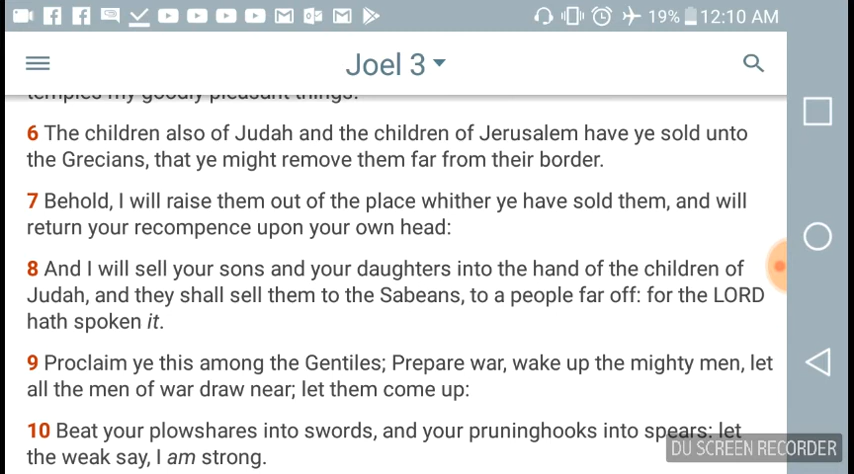 19% 12:10 AM
Joel 3
temples my goodly pleasant things:
6 The children also of Judah and the children of Jerusalem have ye sold unto
the Grecians, that ye might remove them far from their border.
7 Behold, I will raise them out of the place whither ye have sold them, and will
return your recompence upon your own head:
8 And I will sell your sons and your daughters into the hand of the children of
Judah, and they shall sell them to the Sabeans, to a people far off: for the LORD
hath spoken it.
9 Proclaim ye this among the Gentiles; Prepare war, wake up the mighty men, let
all the men of war draw near; let them come up:
10 Beat your plowshares into swords, and your pruninghooks into spears: let
the weak say, I am strong.
DU SCREEN RECORDER